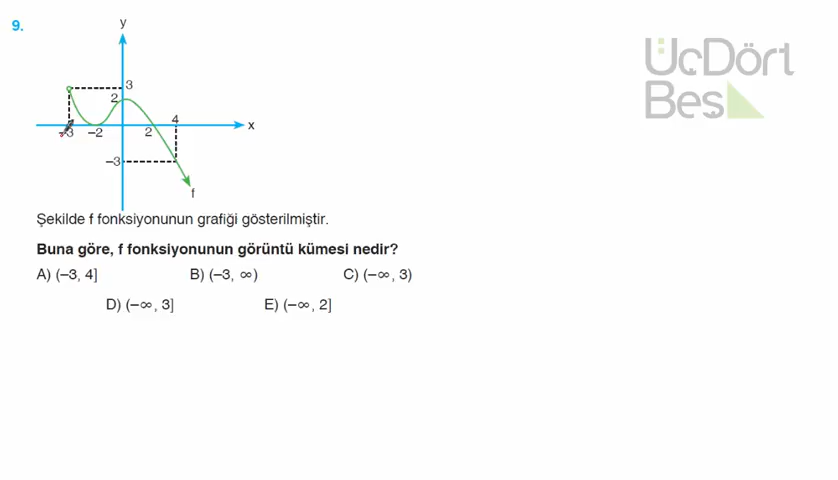 9.
y
3
2
4
x
–3
–2
2
–3
f
ÜçDört
Beş
Şekilde f fonksiyonunun grafiği gösterilmiştir.
Buna göre, f fonksiyonunun görüntü kümesi nedir?
A) (–3, 4]
B) (–3, ∞)
C) (–∞, 3)
D) (–∞, 3]
E) (–∞, 2]